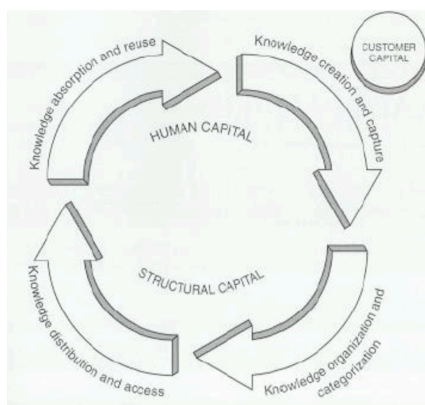 Knowledge absorption and reuse
Knowledge creation and capture
CUSTOMER
CAPITAL
HUMAN CAPITAL
STRUCTURAL CAPITAL
Knowledge distribution and access
Knowledge organization and
categorization